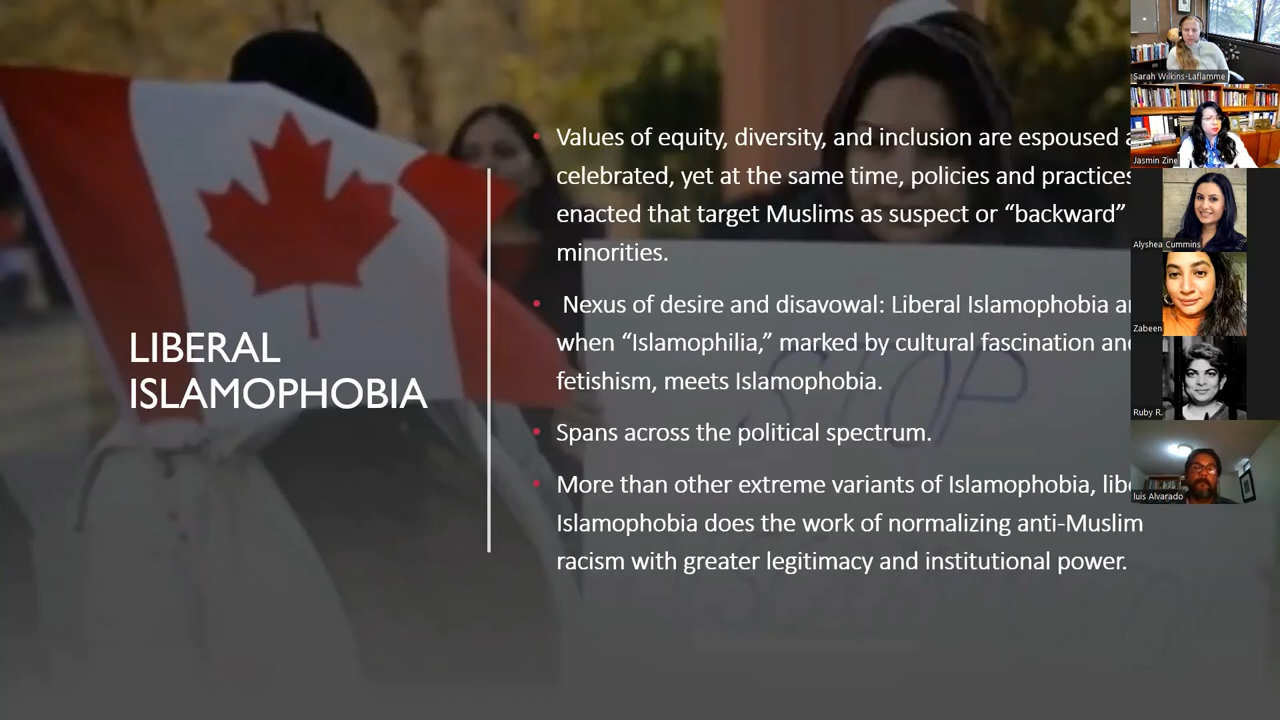 LIBERAL
ISLAMOPHOBIA
• Values of equity, diversity, and inclusion are espoused
celebrated, yet at the same time, policies and practices
enacted that target Muslims as suspect or “backward”
minorities.
• Nexus of desire and disavowal: Liberal Islamophobia
when “Islamophilia,” marked by cultural fascination and
fetishism, meets Islamophobia.
• Spans across the political spectrum.
• More than other extreme variants of Islamophobia,
Islamophobia does the work of normalizing anti-Muslim
racism with greater legitimacy and institutional power.
STOP
Sarah Wilkins-Laflamme
Jasmin Zine
Alyshea Cummins
Zabeen
Ruby R.
luis Alvarado